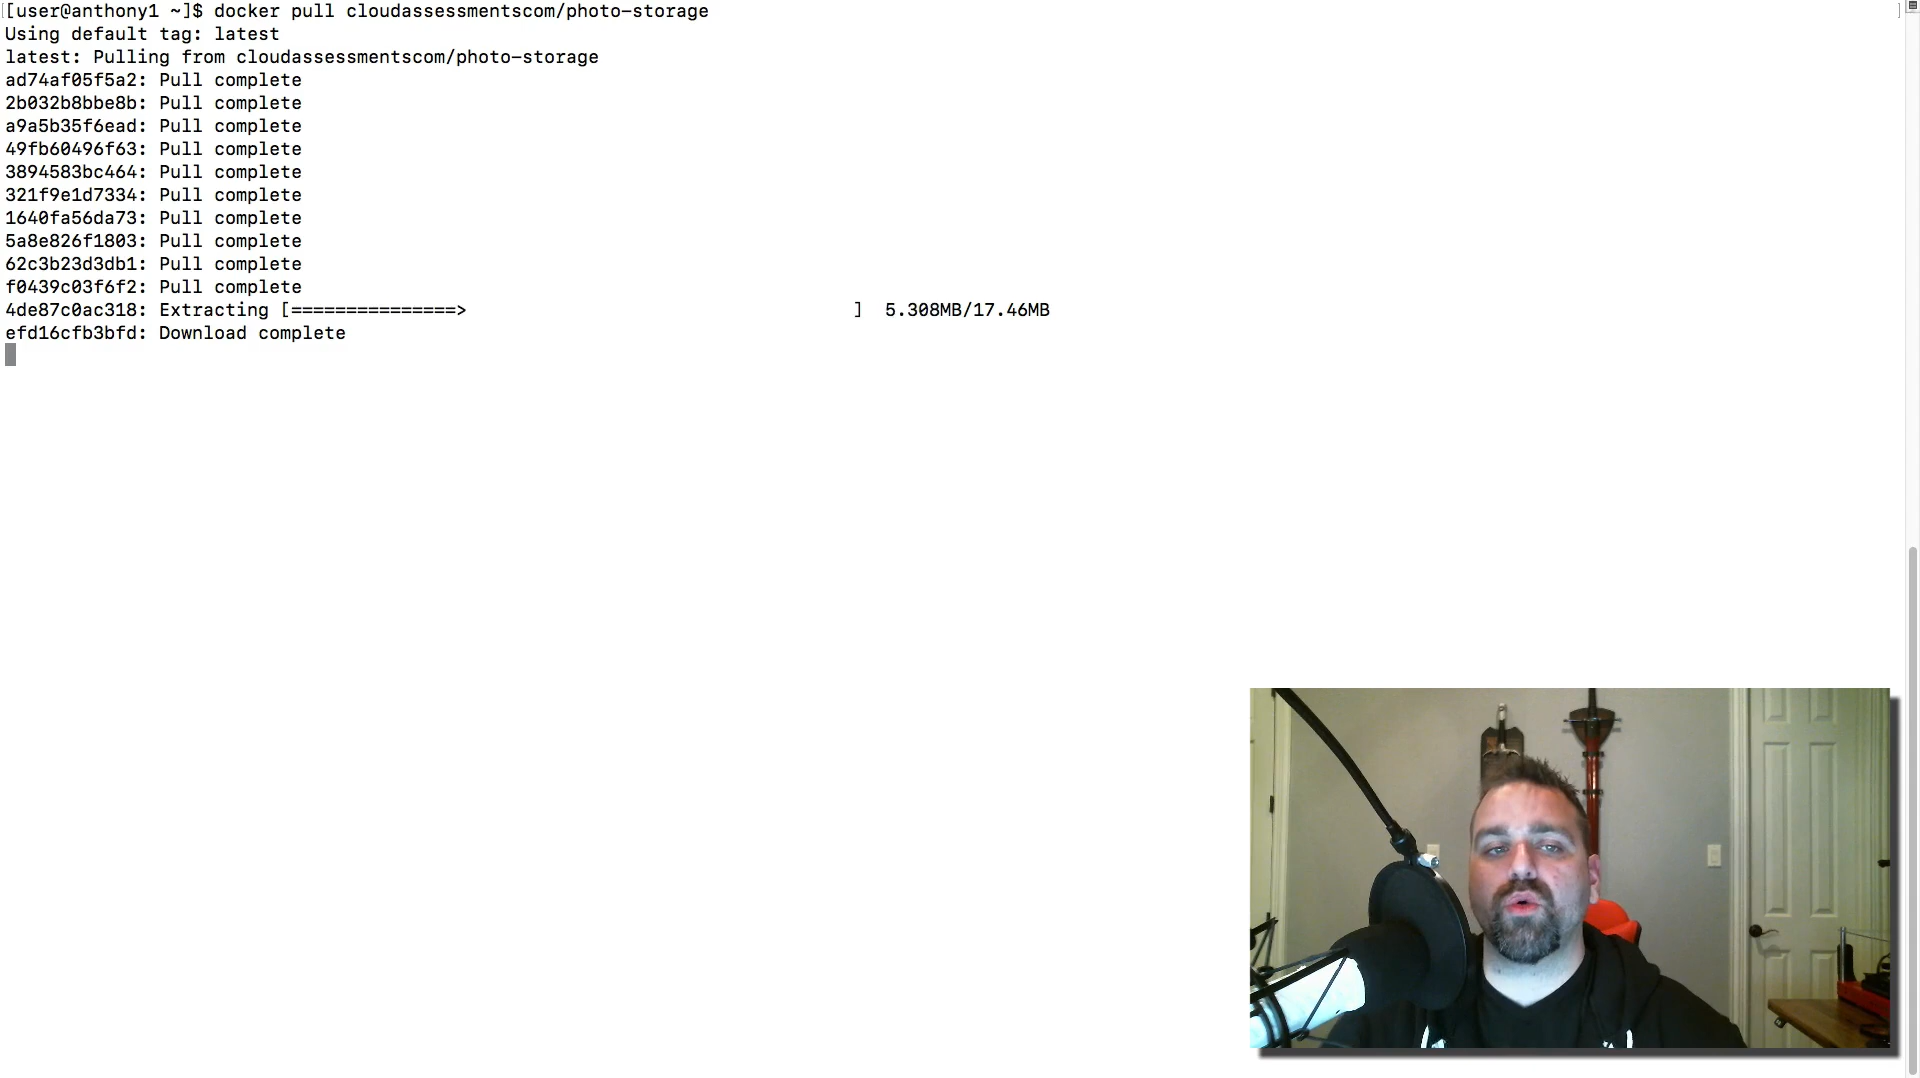 [user@anthony1 ~]$ docker pull cloudassessmentscom/photo-storage
Using default tag: latest
latest: Pulling from cloudassessmentscom/photo-storage
ad74af05f5a2: Pull complete
2b032b8bbe8b: Pull complete
a9a5b35f6ead: Pull complete
49fb60496f63: Pull complete
3894583bc464: Pull complete
321f9e1d7334: Pull complete
1640fa56da73: Pull complete
5a8e826f1803: Pull complete
62c3b23d3db1: Pull complete
f0439c03f6f2: Pull complete
4de87c0ac318: Extracting [===============>                                   ]  5.308MB/17.46MB
efd16cfb3bfd: Download complete